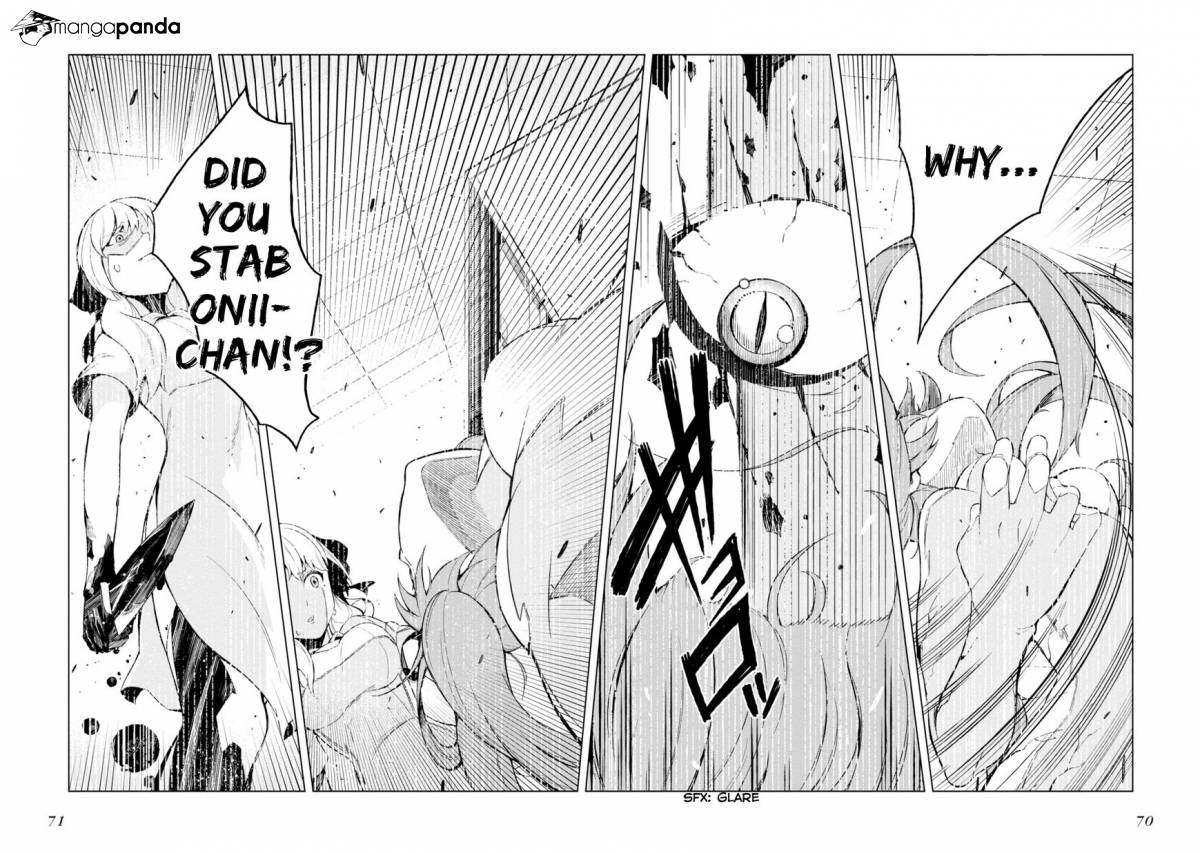 mangapanda
WHY...
ギョロッ
SFX: GLARE
DID
YOU
STAB
ONII-
CHAN!?
71
70